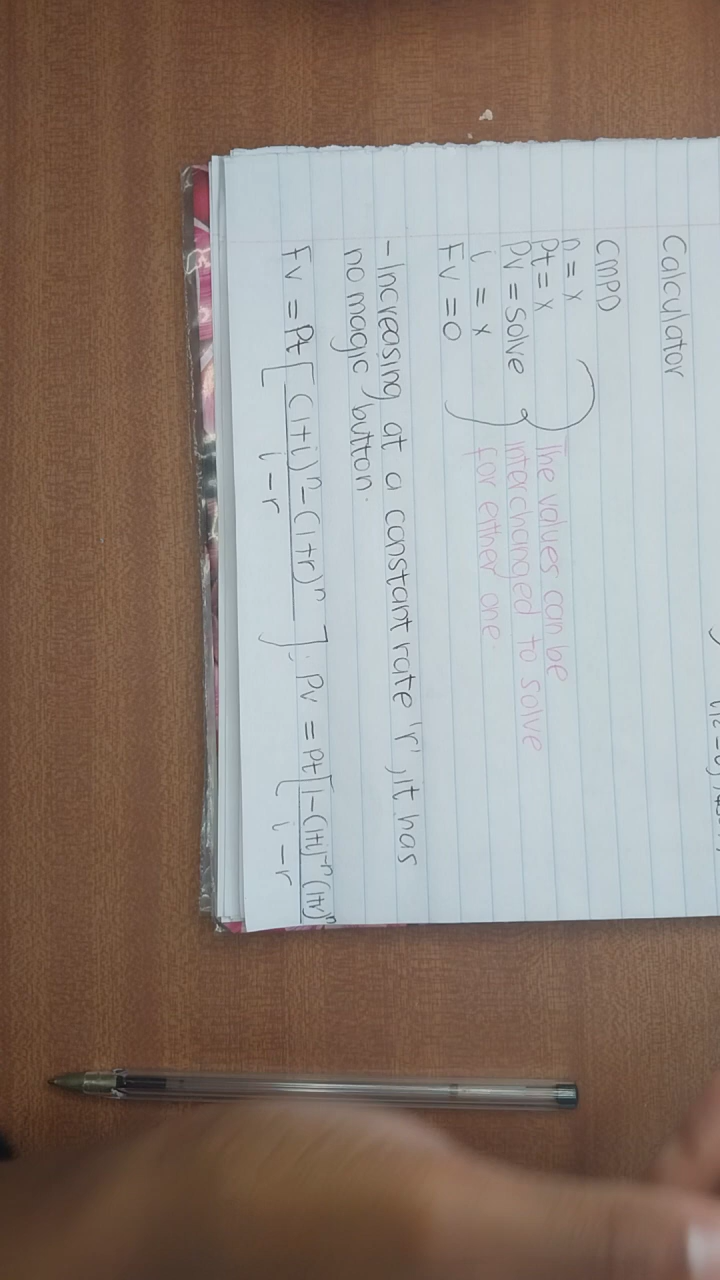 Calculator
CMPD
n = x
Pt = x
PV = solve
i = x
FV = 0
The values can be
interchanged to solve
for either one.
- Increasing at a constant rate 'r', it has
no magic button.
FV = Pt[(1+i)^n - (1+r)^n / i - r]. PV = Pt[1-(1+i)^-n (1+r)^n / i - r